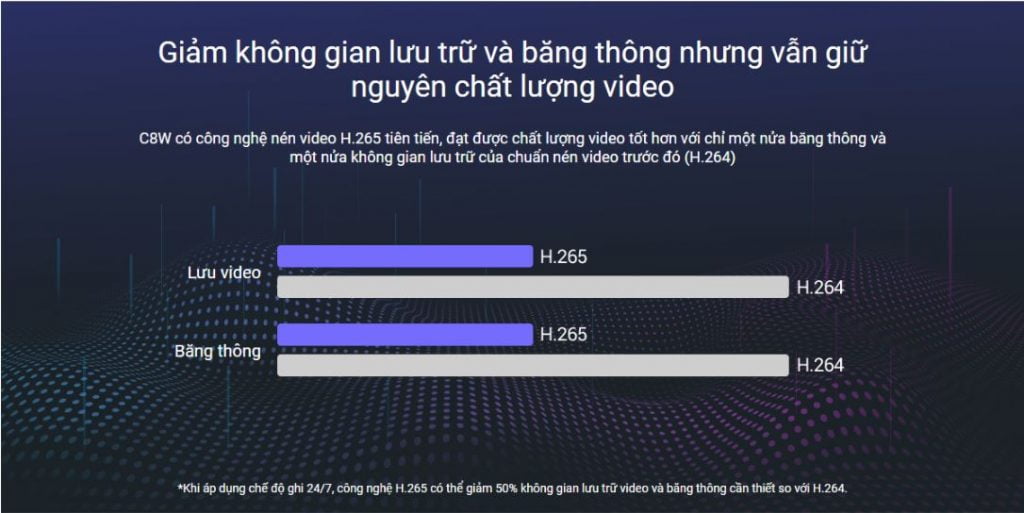 Giảm không gian lưu trữ và băng thông nhưng vẫn giữ
nguyên chất lượng video
C8W có công nghệ nén video H.265 tiên tiến, đạt được chất lượng video tốt hơn với chỉ một nửa băng thông và
một nửa không gian lưu trữ của chuẩn nén video trước đó (H.264)
Lưu video
H.265
H.264
Băng thông
H.265
H.264
*Khi áp dụng chế độ ghi 24/7, công nghệ H.265 có thể giảm 50% không gian lưu trữ video và băng thông cần thiết so với H.264.